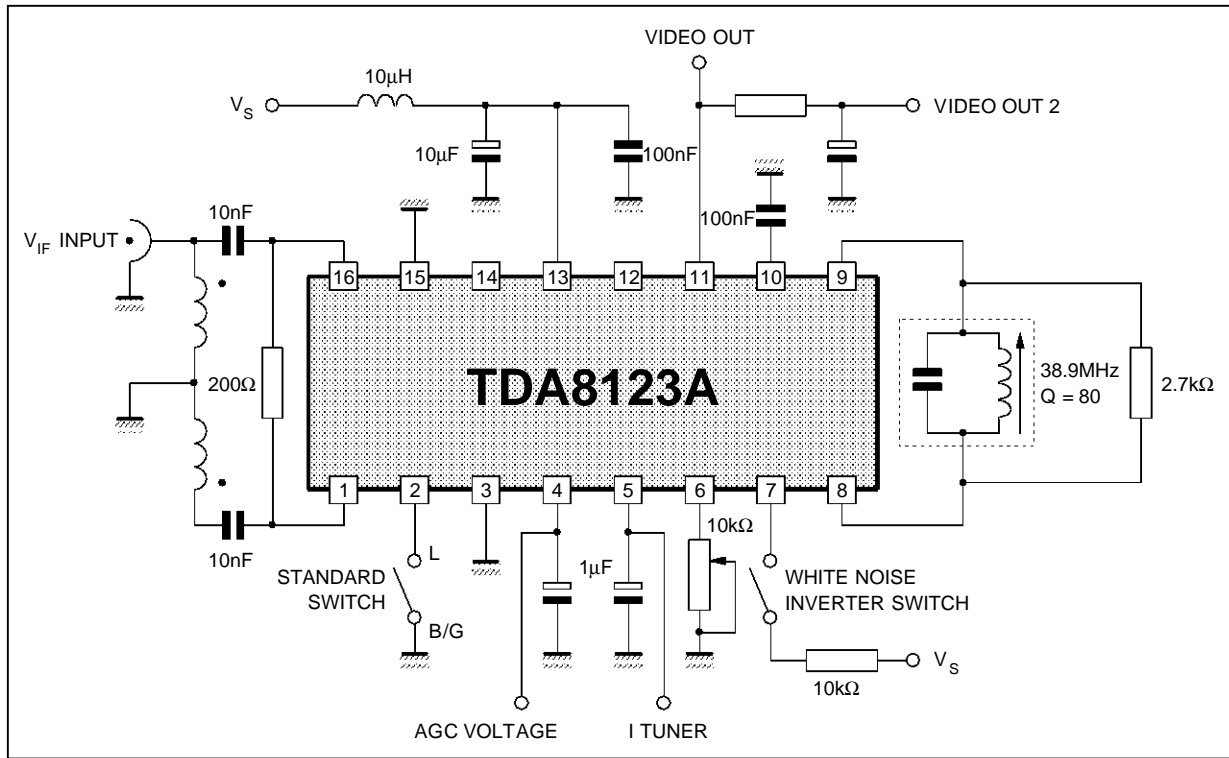 VIDEO OUT
10μH
V_S
VIDEO OUT 2
10μF
100nF
10nF
100nF
V_IF INPUT
16
15
14
13
12
11
10
9
200Ω
TDA8123A
38.9MHz
Q = 80
2.7kΩ
1
2
3
4
5
6
7
8
10nF
10kΩ
L
STANDARD
SWITCH
1μF
WHITE NOISE
INVERTER SWITCH
B/G
V_S
10kΩ
AGC VOLTAGE
I TUNER